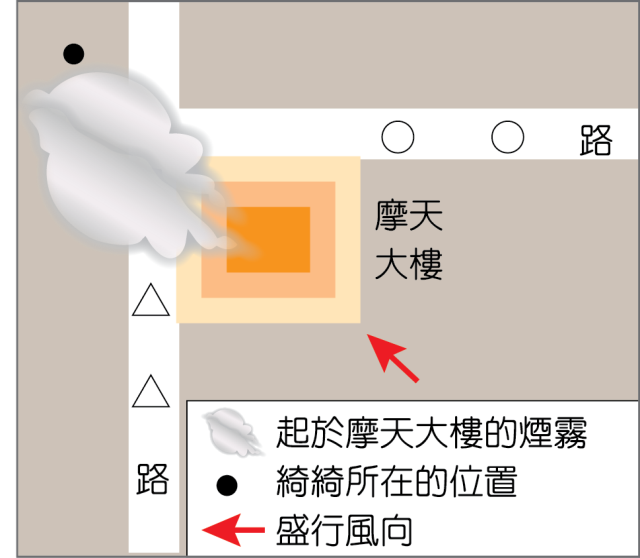 ○ ○ 路
摩天
大樓
△
△
路
起於摩天大樓的煙霧
綺綺所在的位置
盛行風向